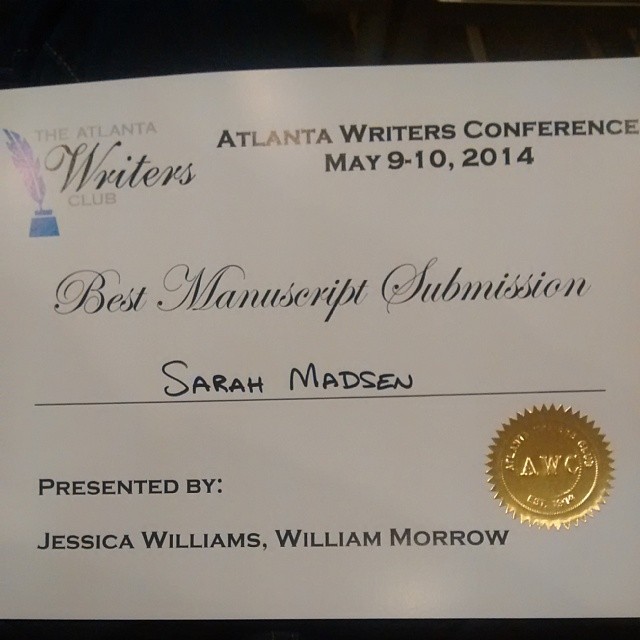 THE ATLANTA
Writers
CLUB
ATLANTA WRITERS CONFERENCE
MAY 9-10, 2014
Best Manuscript Submission
SARAH MADSEN
AWC
EST.
PRESENTED BY:
JESSICA WILLIAMS, WILLIAM MORROW